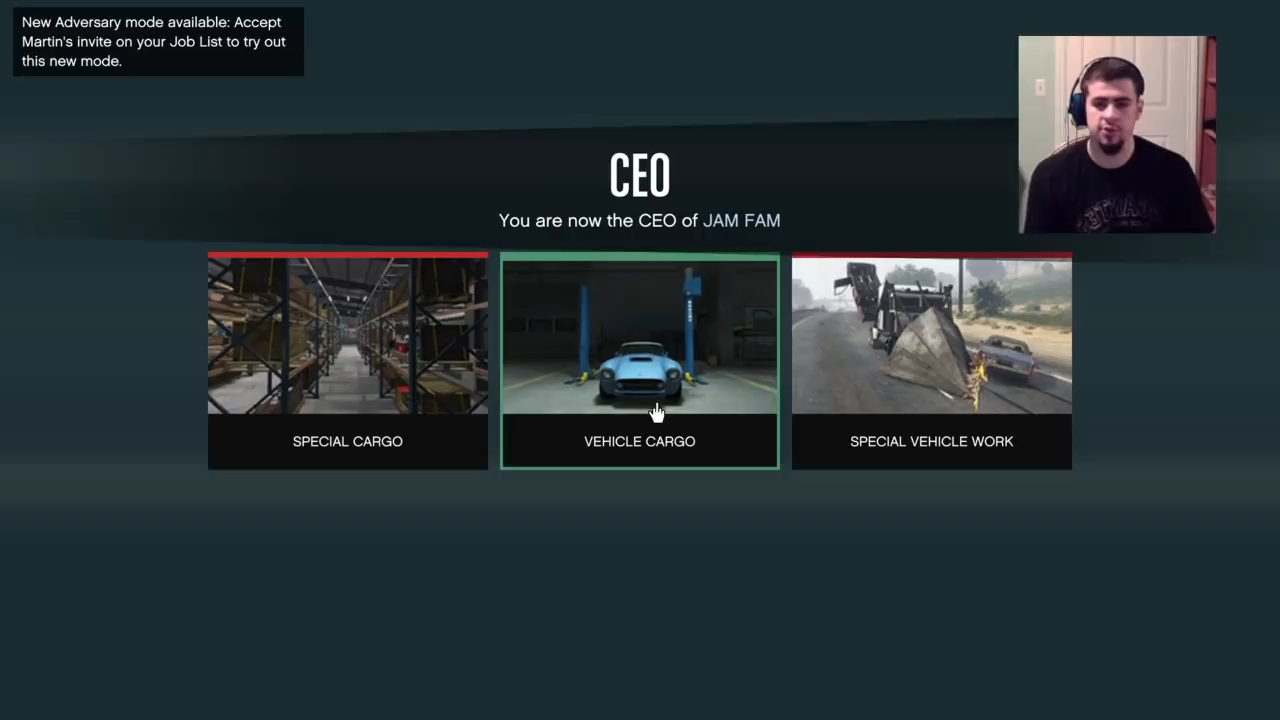 New Adversary mode available: Accept
Martin's invite on your Job List to try out
this new mode.
CEO
You are now the CEO of JAM FAM
SPECIAL CARGO
VEHICLE CARGO
SPECIAL VEHICLE WORK